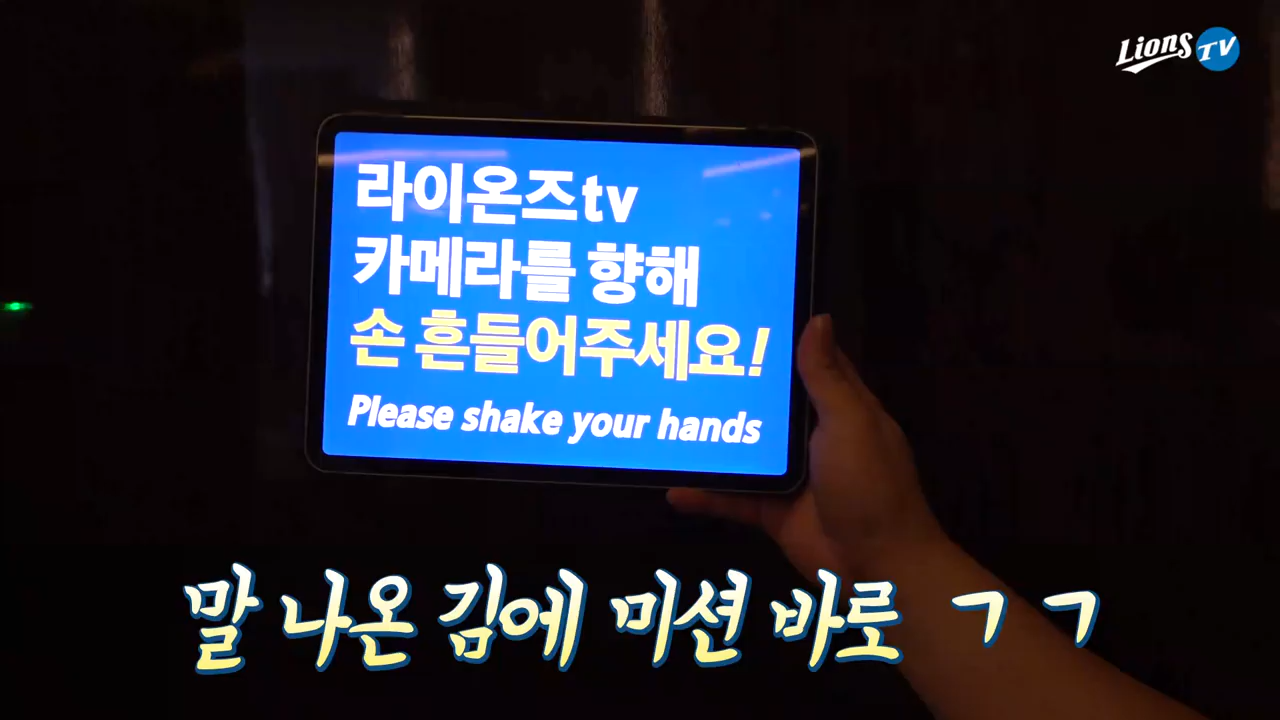 Lions TV
라이온즈tv
카메라를 향해
손 흔들어주세요!
Please shake your hands
말 나온 김에 미션 바로 ㄱㄱ